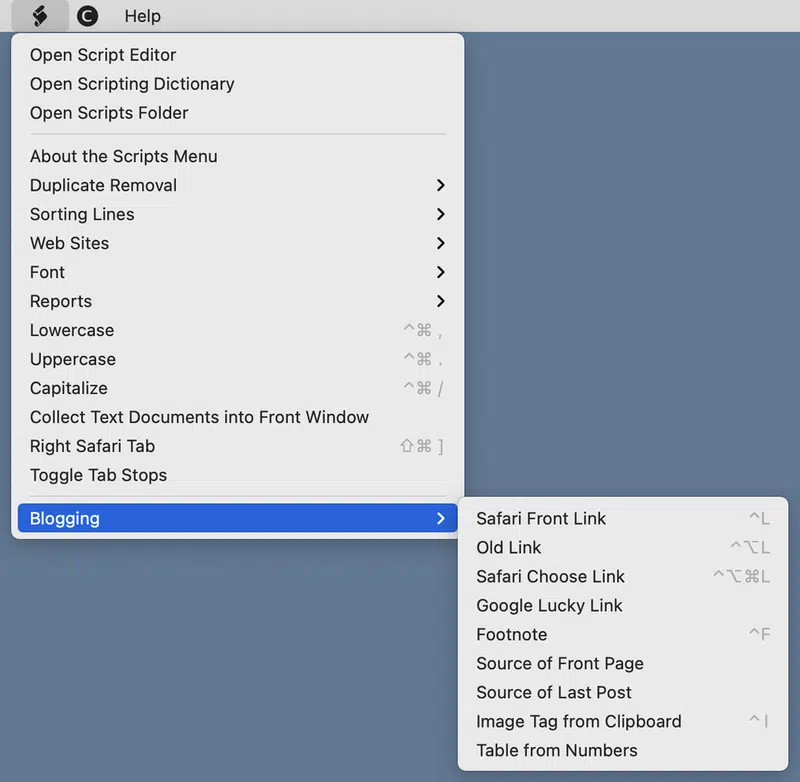 C Help
Open Script Editor
Open Scripting Dictionary
Open Scripts Folder
About the Scripts Menu
Duplicate Removal
Sorting Lines
Web Sites
Font
Reports
Lowercase ^⌘ ,
Uppercase ^⌘ .
Capitalize ^⌘ /
Collect Text Documents into Front Window
Right Safari Tab ⇧⌘ ]
Toggle Tab Stops
Blogging
Safari Front Link ^L
Old Link ^⌥L
Safari Choose Link ^⌥⌘L
Google Lucky Link
Footnote ^F
Source of Front Page
Source of Last Post
Image Tag from Clipboard ^I
Table from Numbers